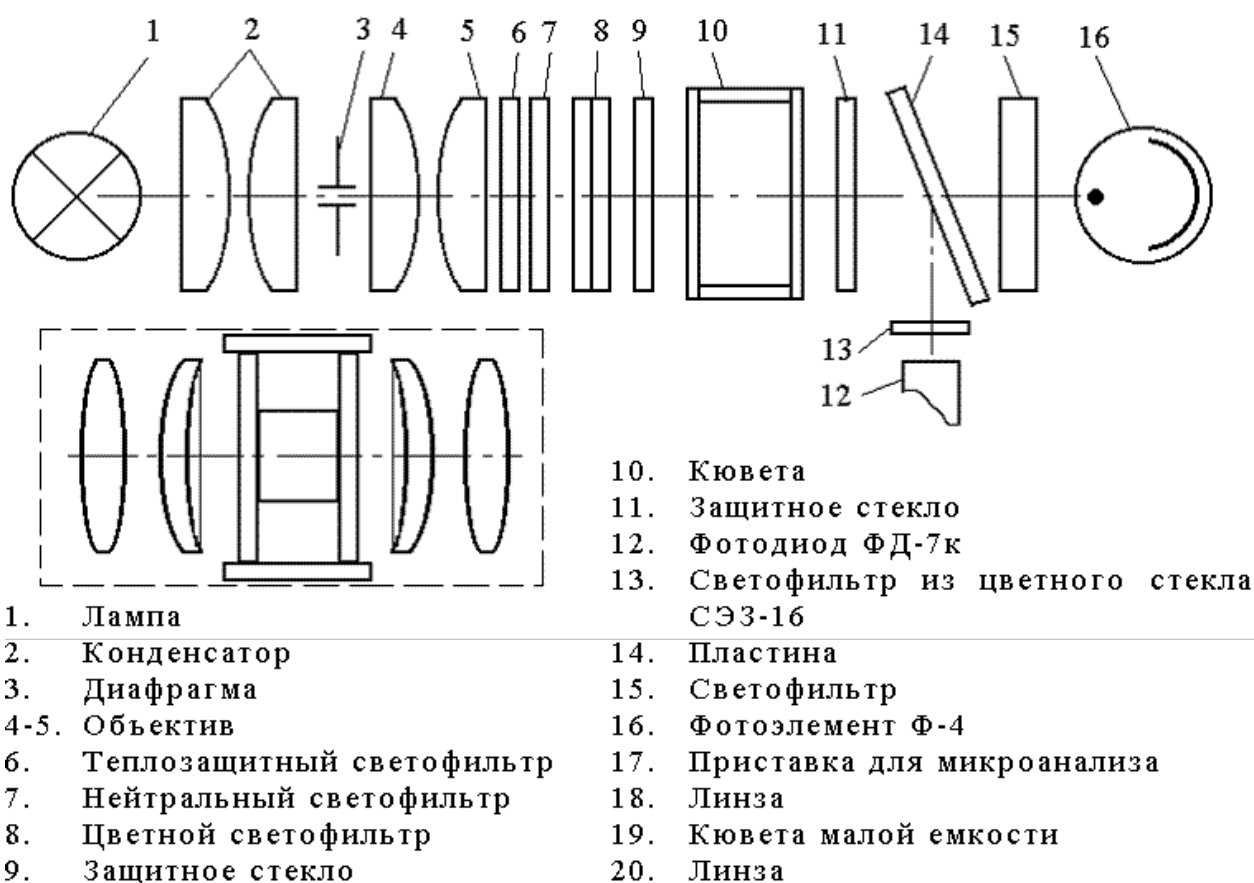 1 2 3 4 5 6 7 8 9 10 11 14 15 16
13
12
10. Кювета
11. Защитное стекло
12. Фотодиод ФД-7к
13. Светофильтр из цветного стекла
СЭЗ-16
1. Лампа
2. Конденсатор
3. Диафрагма
4-5. Объектив
6. Теплозащитный светофильтр
7. Нейтральный светофильтр
8. Цветной светофильтр
9. Защитное стекло
14. Пластина
15. Светофильтр
16. Фотоэлемент Ф-4
17. Приставка для микроанализа
18. Линза
19. Кювета малой емкости
20. Линза